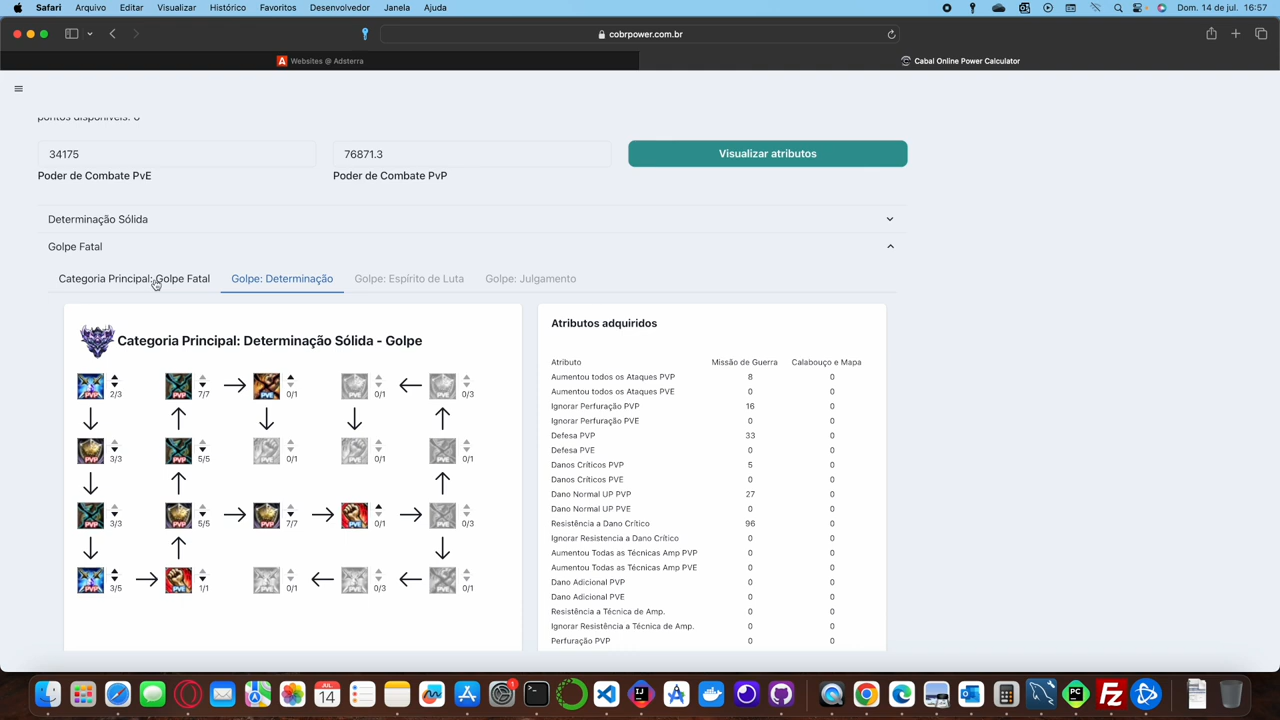 Safari Arquivo Editar Visualizar Histórico Favoritos Desenvolvedor Janela Ajuda Dom. 14 de jul. 16:57
cobrpower.com.br
Websites @ Adsterra Cabal Online Power Calculator
pontos disponíveis: 0
34175 76871.3 Visualizar atributos
Poder de Combate PvE Poder de Combate PvP
Determinação Sólida
Golpe Fatal
Categoria Principal: Golpe Fatal Golpe: Determinação Golpe: Espírito de Luta Golpe: Julgamento
Categoria Principal: Determinação Sólida - Golpe
2/3 7/7 0/1 0/1 0/3
3/3 5/5 0/1 0/1 0/1
3/3 5/5 7/7 0/1 0/3
3/5 1/1 0/1 0/3 0/1
Atributos adquiridos
Atributo Missão de Guerra Calabouço e Mapa
Aumentou todos os Ataques PVP 8 0
Aumentou todos os Ataques PVE 0 0
Ignorar Perfuração PVP 16 0
Ignorar Perfuração PVE 0 0
Defesa PVP 33 0
Defesa PVE 0 0
Danos Críticos PVP 5 0
Danos Críticos PVE 0 0
Dano Normal UP PVP 27 0
Dano Normal UP PVE 0 0
Resistência a Dano Crítico 96 0
Ignorar Resistencia a Dano Crítico 0 0
Aumentou Todas as Técnicas Amp PVP 0 0
Aumentou Todas as Técnicas Amp PVE 0 0
Dano Adicional PVP 0 0
Dano Adicional PVE 0 0
Resistência a Técnica de Amp. 0 0
Ignorar Resistência a Técnica de Amp. 0 0
Perfuração PVP 0 0
JUL
14
1
PC
FZ